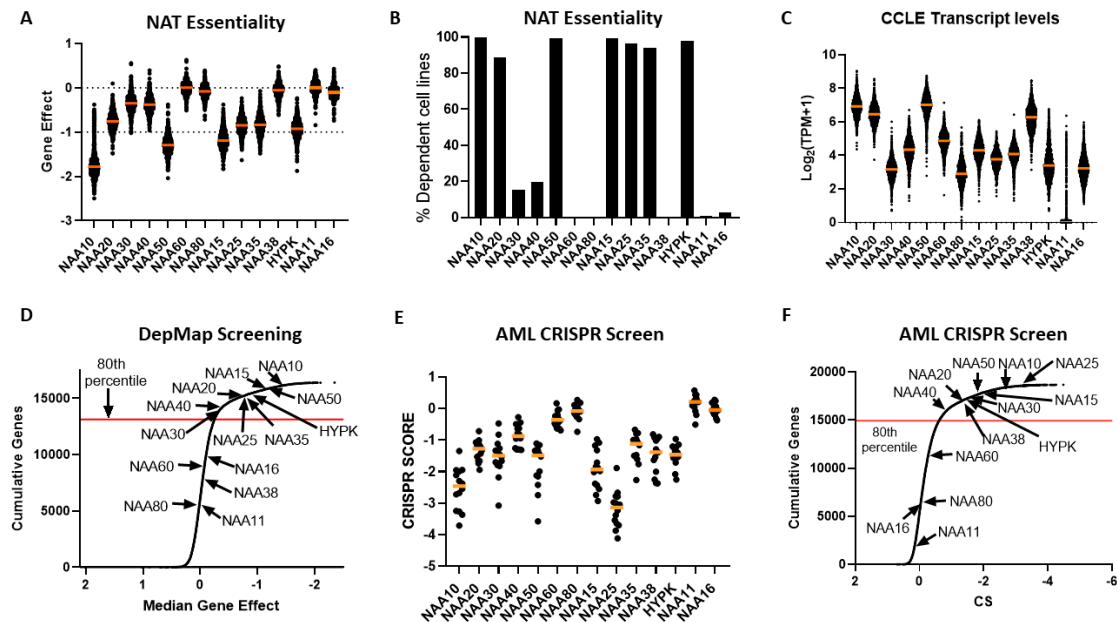 A
NAT Essentiality
Gene Effect
1
0
-1
-2
-3
NAA10
NAA20
NAA30
NAA40
NAA50
NAA60
NAA80
NAA15
NAA25
NAA35
NAA38
HYPK
NAA11
NAA16
B
NAT Essentiality
% Dependent cell lines
100
80
60
40
20
0
NAA10
NAA20
NAA30
NAA40
NAA50
NAA60
NAA80
NAA15
NAA25
NAA35
NAA38
HYPK
NAA11
NAA16
C
CCLE Transcript levels
Log2(TPM+1)
10
8
6
4
2
0
NAA10
NAA20
NAA30
NAA40
NAA50
NAA60
NAA80
NAA15
NAA25
NAA35
NAA38
HYPK
NAA11
NAA16
D
DepMap Screening
Cumulative Genes
15000
10000
5000
0
80th
percentile
NAA15
NAA10
NAA20
NAA50
NAA40
NAA30
NAA25
NAA35
HYPK
NAA60
NAA16
NAA38
NAA80
NAA11
2
1
0
-1
-2
Median Gene Effect
E
AML CRISPR Screen
CRISPR SCORE
1
0
-1
-2
-3
-4
-5
NAA10
NAA20
NAA30
NAA40
NAA50
NAA60
NAA80
NAA15
NAA25
NAA35
NAA38
HYPK
NAA11
NAA16
F
AML CRISPR Screen
Cumulative Genes
20000
15000
10000
5000
0
NAA50
NAA10
NAA25
NAA20
NAA40
NAA15
NAA30
NAA38
HYPK
80th
percentile
NAA60
NAA80
NAA16
NAA11
2
0
-2
-4
-6
CS